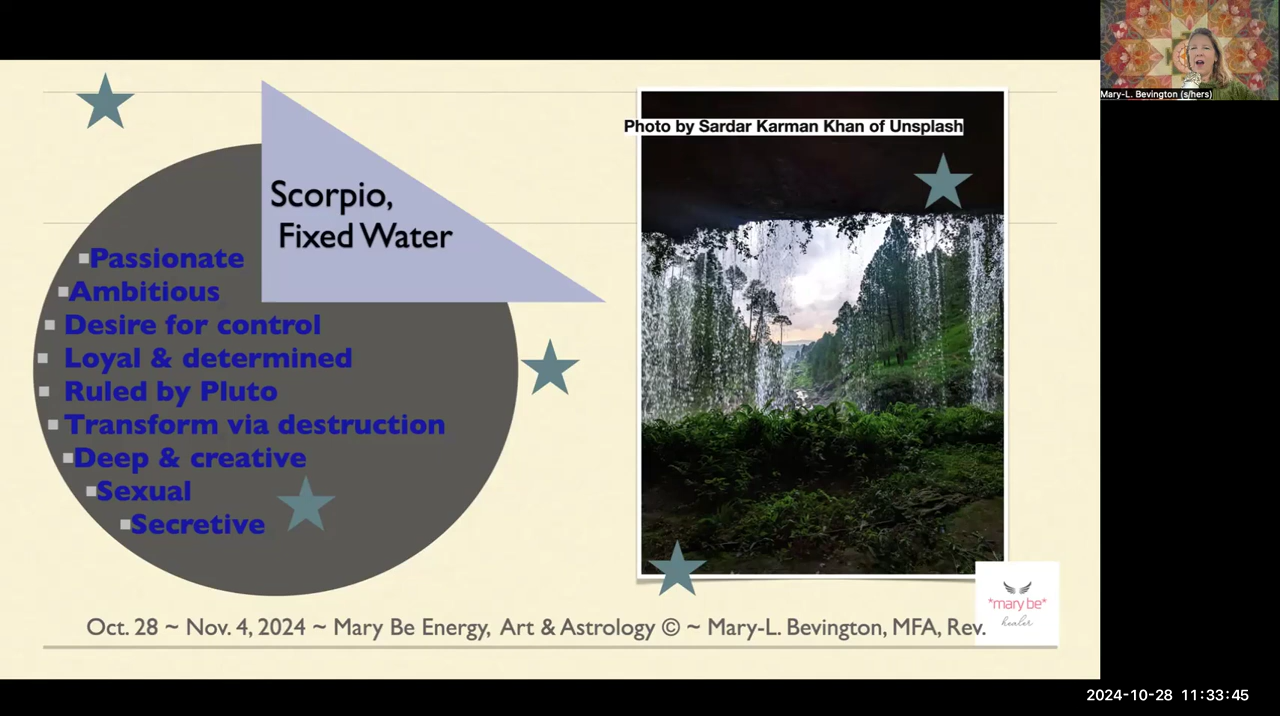 Mary-L. Bevington (s/hers)
Photo by Sardar Karman Khan of Unsplash
Scorpio,
Fixed Water
Passionate
Ambitious
Desire for control
Loyal & determined
Ruled by Pluto
Transform via destruction
Deep & creative
Sexual
Secretive
*mary be*
healer
Oct. 28 ~ Nov. 4, 2024 ~ Mary Be Energy, Art & Astrology © ~ Mary-L. Bevington, MFA, Rev.
2024-10-28 11:33:45